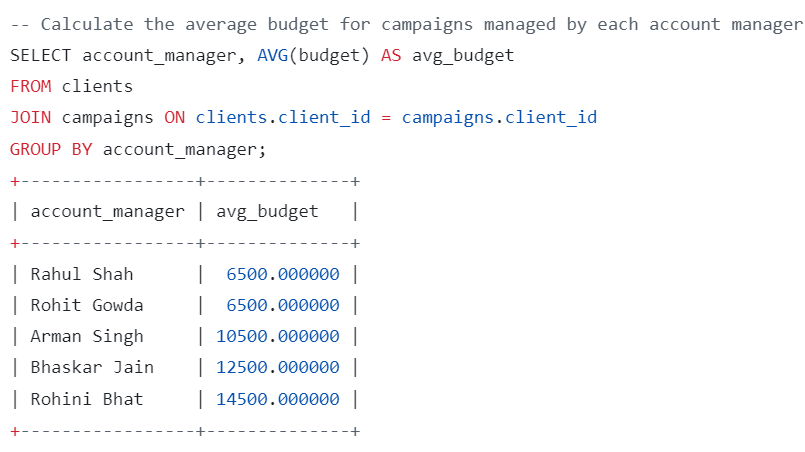 -- Calculate the average budget for campaigns managed by each account manager
SELECT account_manager, AVG(budget) AS avg_budget
FROM clients
JOIN campaigns ON clients.client_id = campaigns.client_id
GROUP BY account_manager;
+-----------------+--------------+
| account_manager | avg_budget   |
+-----------------+--------------+
| Rahul Shah      |  6500.000000 |
| Rohit Gowda     |  6500.000000 |
| Arman Singh     | 10500.000000 |
| Bhaskar Jain    | 12500.000000 |
| Rohini Bhat     | 14500.000000 |
+-----------------+--------------+